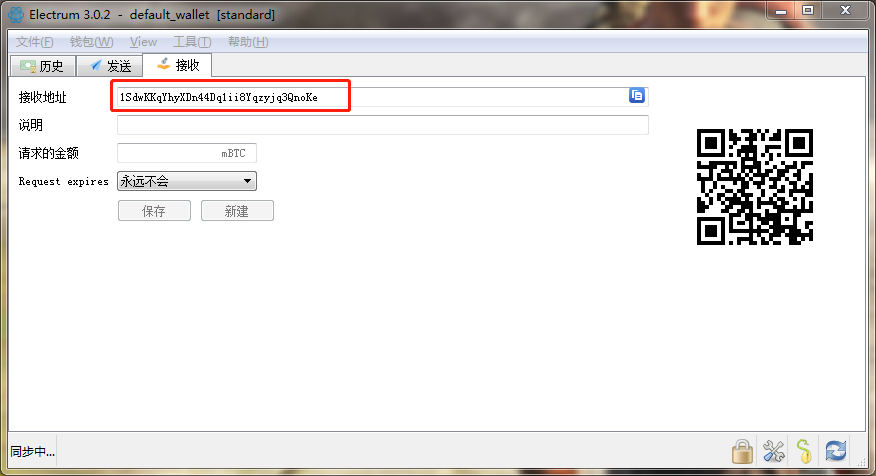 Electrum 3.0.2 - default_wallet [standard]
文件(F) 钱包(W) View 工具(T) 帮助(H)
历史 发送 接收
接收地址 1SdwKKqYhyXDn44Dq1ii8Yqzyjq3QnoKe
说明
请求的金额 mBTC
Request expires 永远不会
保存 新建
同步中...